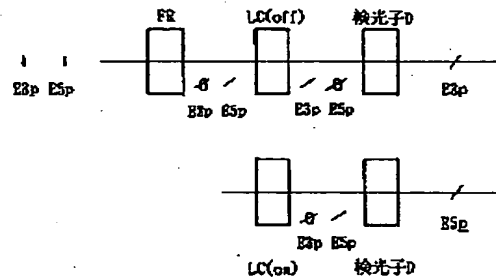 FR LC(off) 検光子D
E3p E5p E3p E5p E3p E5p E3p
E3p E5p E5p
LC(on) 検光子D